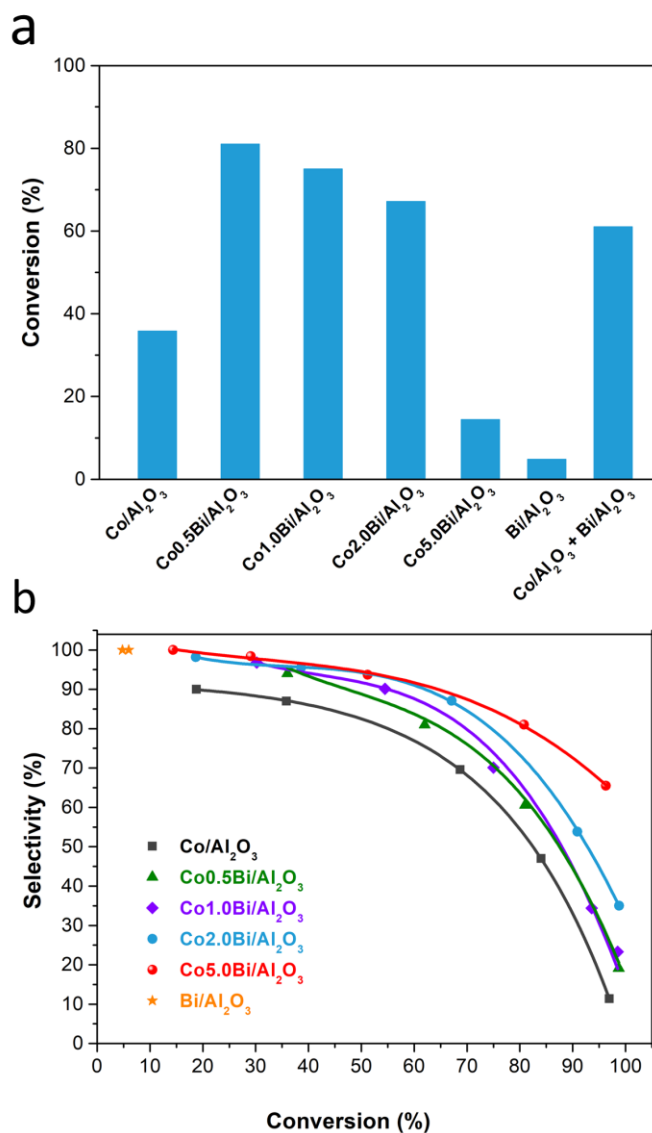 a
100
80
60
40
20
0
Conversion (%)
Co/Al₂O₃
Co0.5Bi/Al₂O₃
Co1.0Bi/Al₂O₃
Co2.0Bi/Al₂O₃
Co5.0Bi/Al₂O₃
Bi/Al₂O₃
Co/Al₂O₃ + Bi/Al₂O₃
b
100
90
80
70
60
50
40
30
20
10
0
Selectivity (%)
Co/Al₂O₃
Co0.5Bi/Al₂O₃
Co1.0Bi/Al₂O₃
Co2.0Bi/Al₂O₃
Co5.0Bi/Al₂O₃
Bi/Al₂O₃
0 10 20 30 40 50 60 70 80 90 100
Conversion (%)